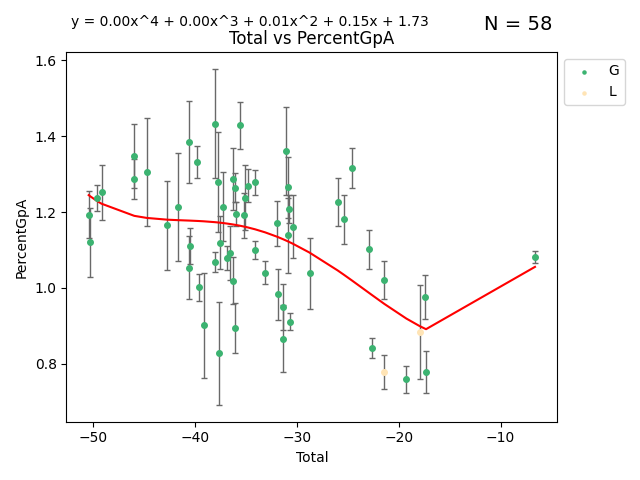 y = 0.00x^4 + 0.00x^3 + 0.01x^2 + 0.15x + 1.73
N = 58
Total vs PercentGpA
G
L
1.6
1.4
1.2
1.0
0.8
PercentGpA
−50
−40
−30
−20
−10
Total